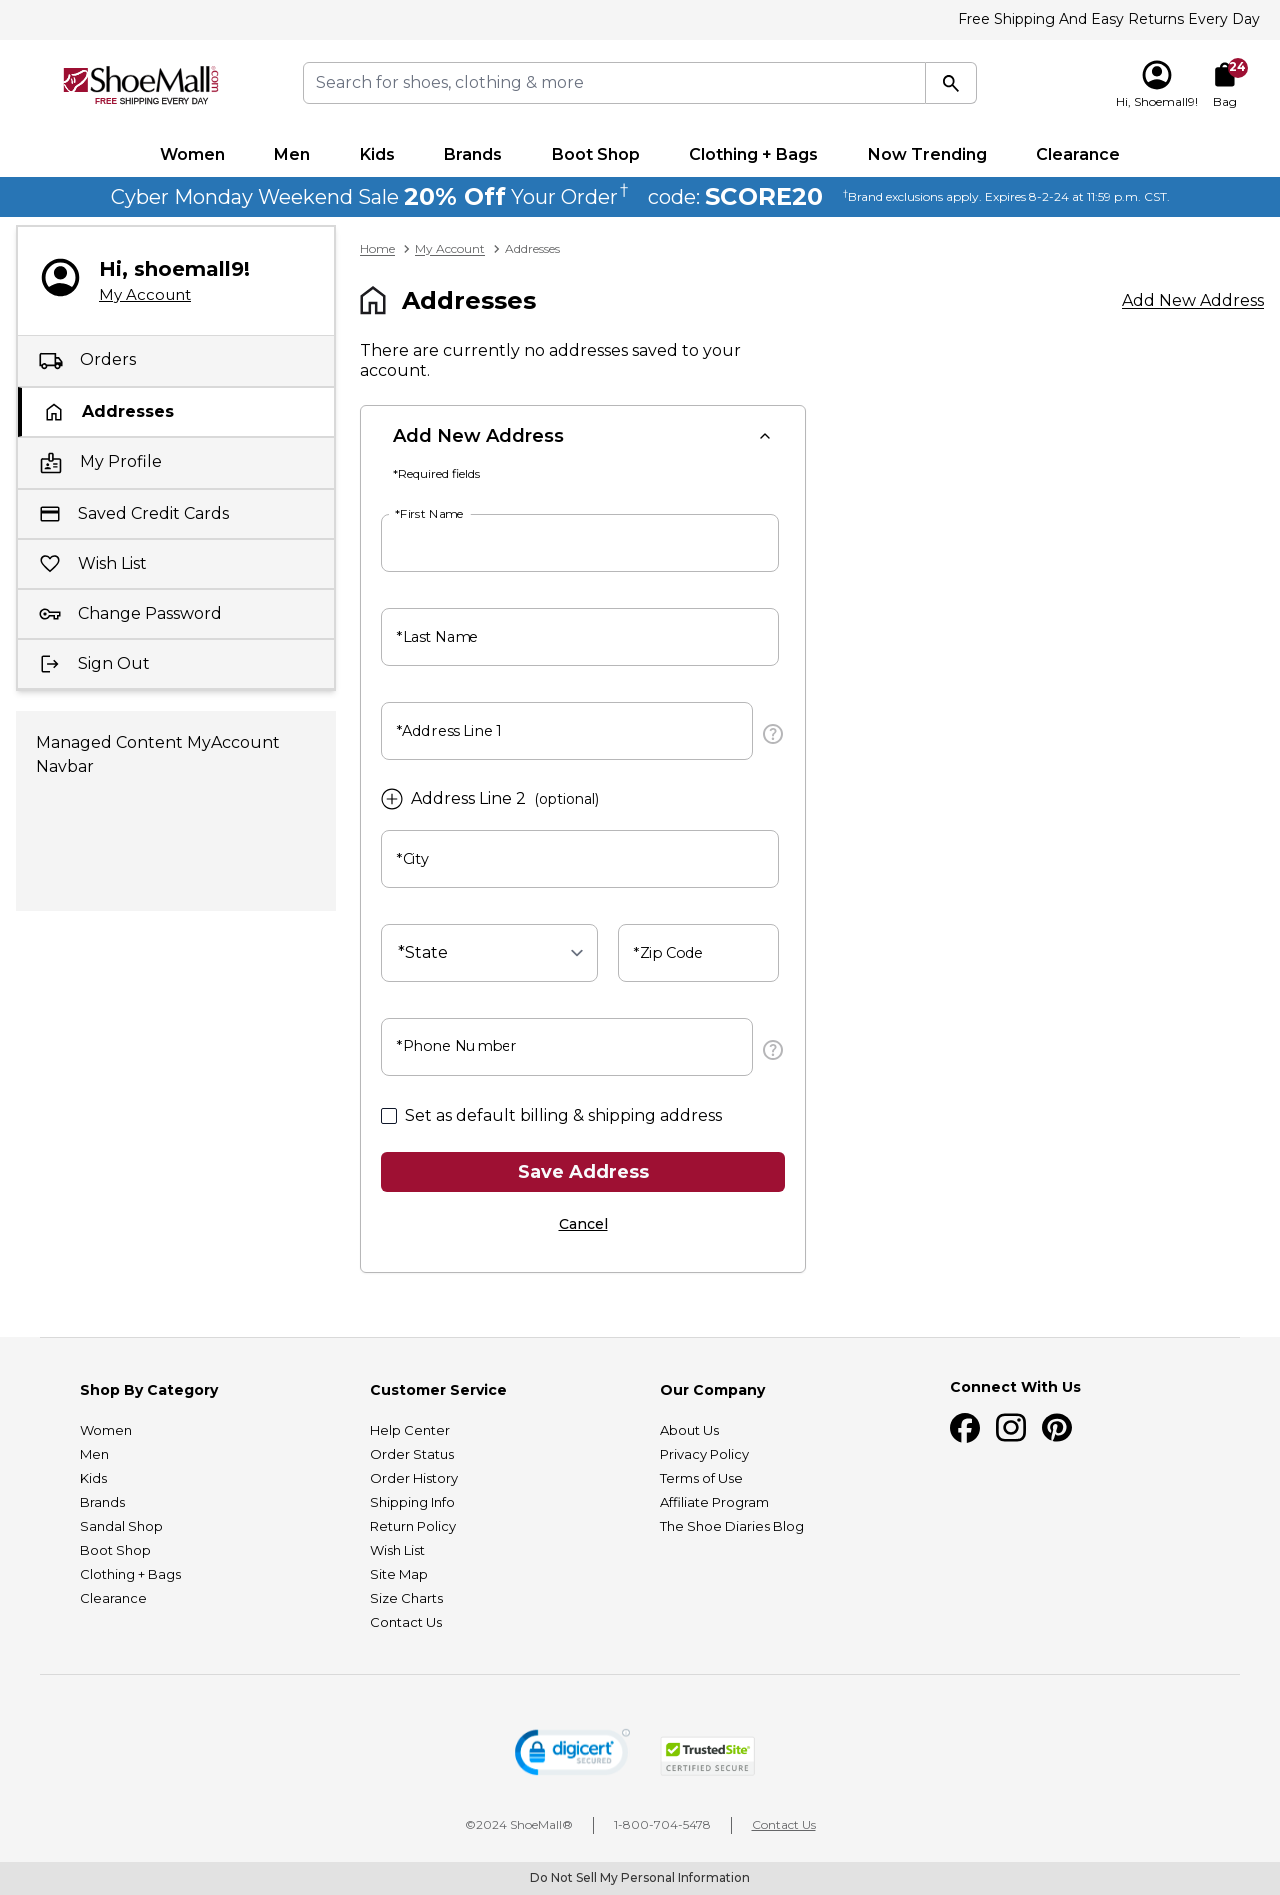 Free Shipping And Easy Returns Every Day
ShoeMall.com
FREE SHIPPING EVERY DAY
Search for shoes, clothing & more
24
Hi, Shoemall9!
Bag
Women Men Kids Brands Boot Shop Clothing + Bags Now Trending Clearance
Cyber Monday Weekend Sale 20% Off Your Order† code: SCORE20 †Brand exclusions apply. Expires 8-2-24 at 11:59 p.m. CST.
Hi, shoemall9!
My Account
Orders
Addresses
My Profile
Saved Credit Cards
Wish List
Change Password
Sign Out
Managed Content MyAccount
Navbar
Home > My Account > Addresses
Addresses
Add New Address
There are currently no addresses saved to your
account.
Add New Address
*Required fields
*First Name
*Last Name
*Address Line 1
?
Address Line 2 (optional)
*City
*State
*Zip Code
*Phone Number
?
Set as default billing & shipping address
Save Address
Cancel
Shop By Category
Women
Men
Kids
Brands
Sandal Shop
Boot Shop
Clothing + Bags
Clearance
Customer Service
Help Center
Order Status
Order History
Shipping Info
Return Policy
Wish List
Site Map
Size Charts
Contact Us
Our Company
About Us
Privacy Policy
Terms of Use
Affiliate Program
The Shoe Diaries Blog
Connect With Us
digicert
SECURED
TrustedSite
CERTIFIED SECURE
©2024 ShoeMall®
1-800-704-5478
Contact Us
Do Not Sell My Personal Information